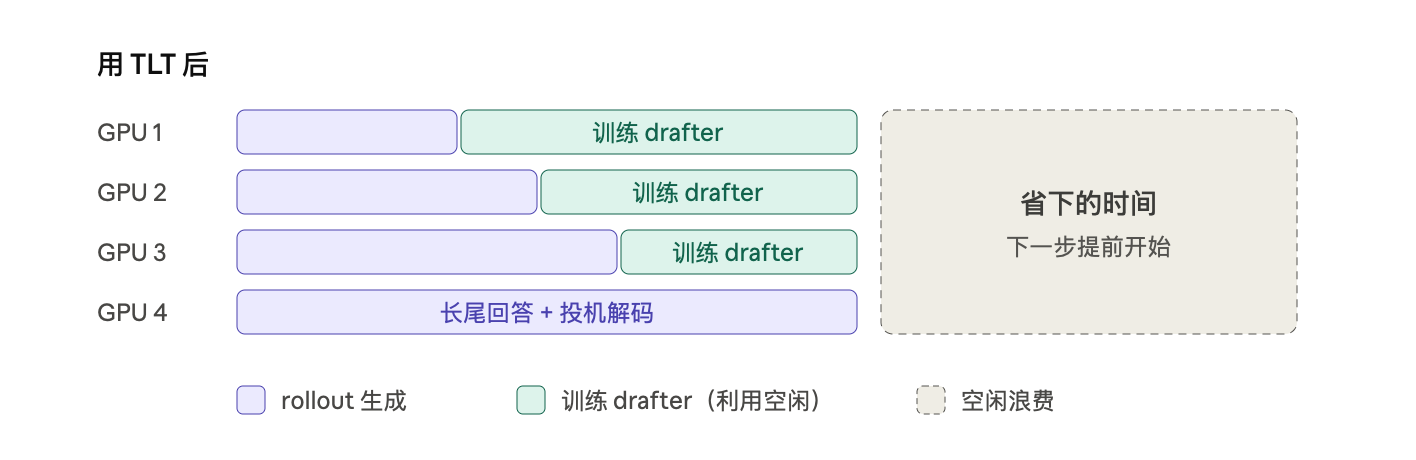 用 TLT 后
GPU 1
训练 drafter
GPU 2
训练 drafter
GPU 3
训练 drafter
GPU 4
长尾回答 + 投机解码
省下的时间
下一步提前开始
rollout 生成
训练 drafter（利用空闲）
空闲浪费